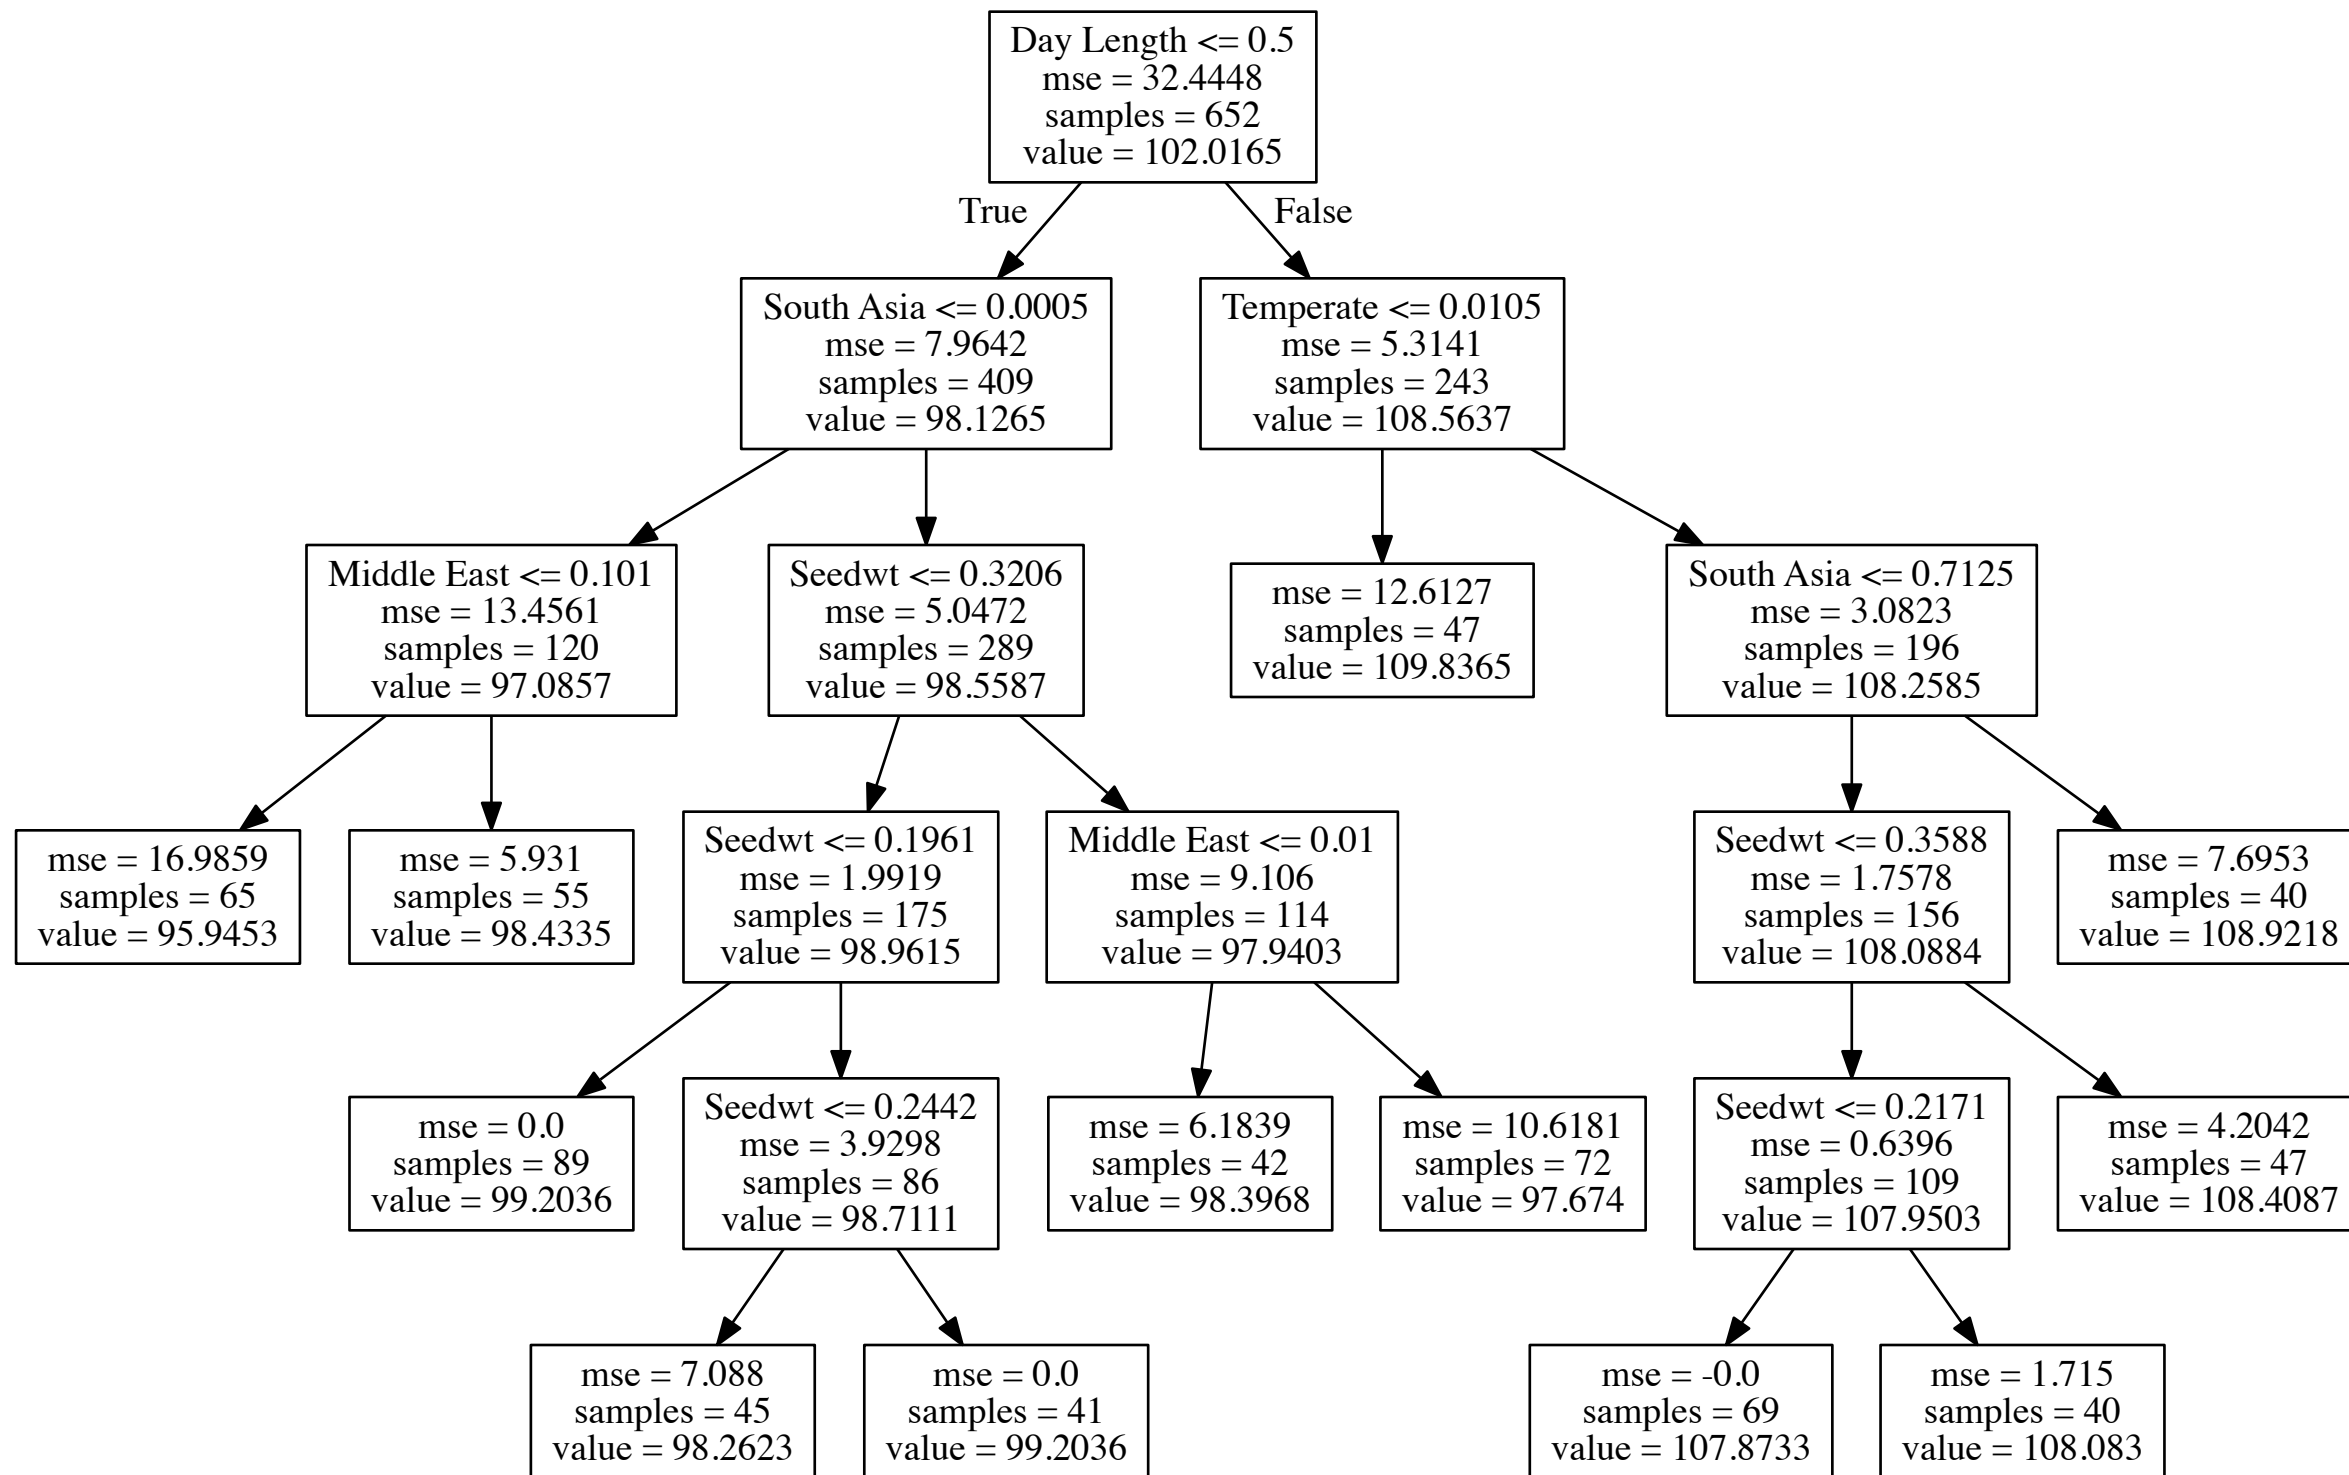 Day Length <= 0.5
mse = 32.4448
samples = 652
value = 102.0165
True
False
South Asia <= 0.0005
mse = 7.9642
samples = 409
value = 98.1265
Temperate <= 0.0105
mse = 5.3141
samples = 243
value = 108.5637
Middle East <= 0.101
mse = 13.4561
samples = 120
value = 97.0857
Seedwt <= 0.3206
mse = 5.0472
samples = 289
value = 98.5587
mse = 12.6127
samples = 47
value = 109.8365
South Asia <= 0.7125
mse = 3.0823
samples = 196
value = 108.2585
mse = 16.9859
samples = 65
value = 95.9453
mse = 5.931
samples = 55
value = 98.4335
Seedwt <= 0.1961
mse = 1.9919
samples = 175
value = 98.9615
Middle East <= 0.01
mse = 9.106
samples = 114
value = 97.9403
Seedwt <= 0.3588
mse = 1.7578
samples = 156
value = 108.0884
mse = 7.6953
samples = 40
value = 108.9218
mse = 0.0
samples = 89
value = 99.2036
Seedwt <= 0.2442
mse = 3.9298
samples = 86
value = 98.7111
mse = 6.1839
samples = 42
value = 98.3968
mse = 10.6181
samples = 72
value = 97.674
Seedwt <= 0.2171
mse = 0.6396
samples = 109
value = 107.9503
mse = 4.2042
samples = 47
value = 108.4087
mse = 7.088
samples = 45
value = 98.2623
mse = 0.0
samples = 41
value = 99.2036
mse = -0.0
samples = 69
value = 107.8733
mse = 1.715
samples = 40
value = 108.083